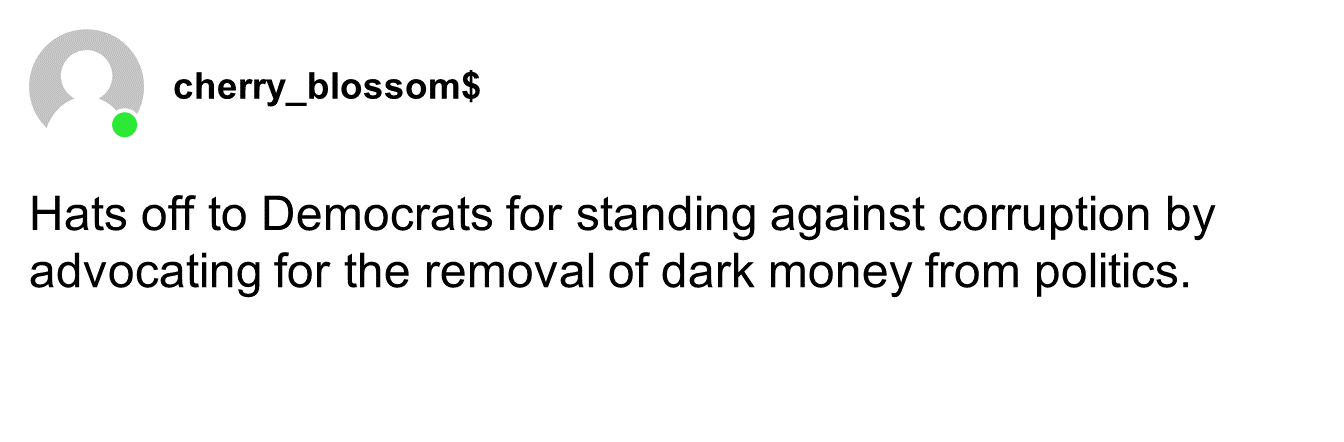 cherry_blossom$
Hats off to Democrats for standing against corruption by
advocating for the removal of dark money from politics.